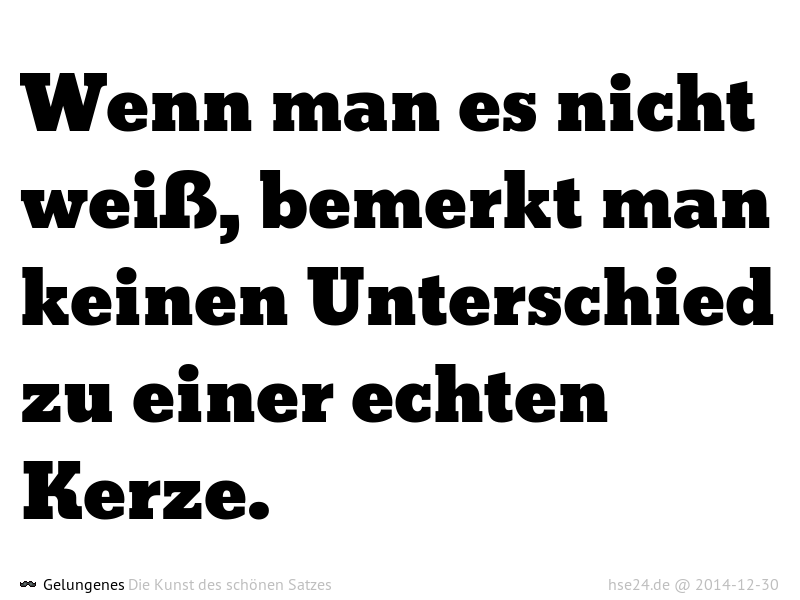 Wenn man es nicht
weiß, bemerkt man
keinen Unterschied
zu einer echten
Kerze.
Gelungenes Die Kunst des schönen Satzes
hse24.de @ 2014-12-30